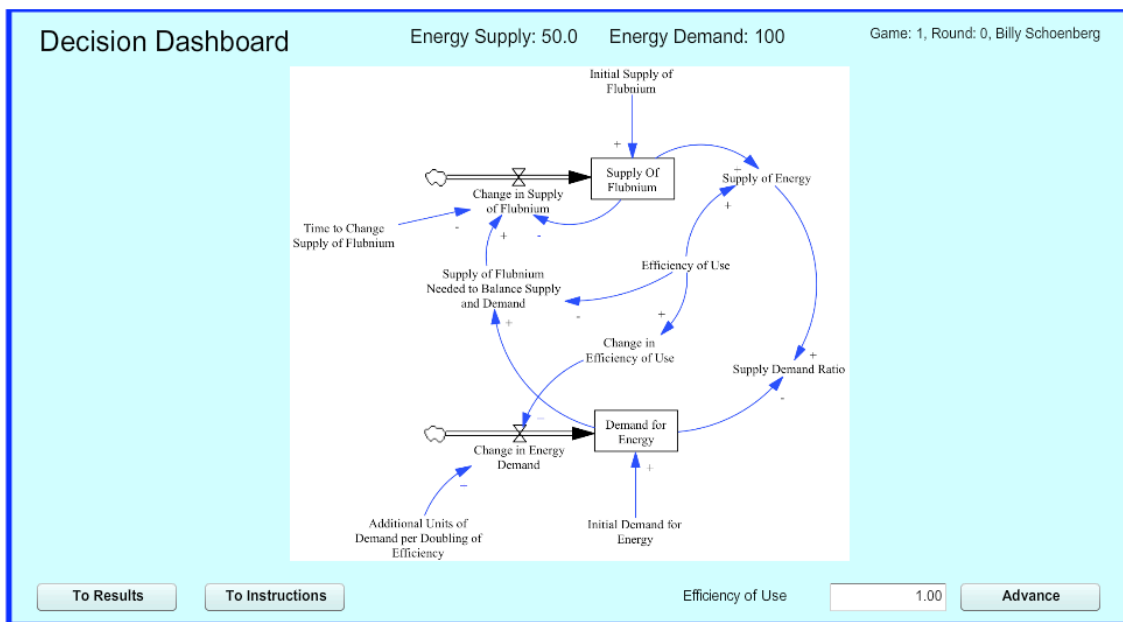 Decision Dashboard
Energy Supply: 50.0 Energy Demand: 100
Game: 1, Round: 0, Billy Schoenberg
Initial Supply of
Flubnium
+
Supply Of
Flubnium
+
Supply of Energy
+
Change in Supply
of Flubnium
-
+
-
Time to Change
Supply of Flubnium
Efficiency of Use
Supply of Flubnium
Needed to Balance Supply
and Demand
-
+
+
Change in
Efficiency of Use
+
Supply Demand Ratio
-
–
Demand for
Energy
Change in Energy
Demand
–
+
Additional Units of
Demand per Doubling of
Efficiency
Initial Demand for
Energy
To Results
To Instructions
Efficiency of Use
1.00
Advance